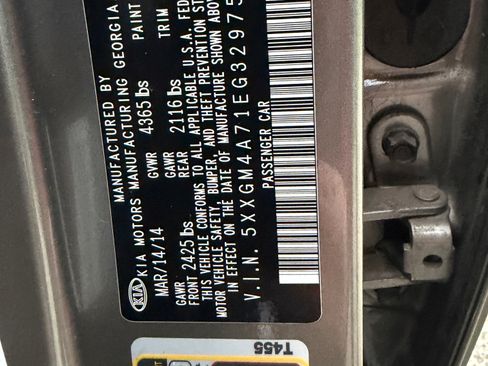 MANUFACTURED BY
KIA KIA MOTORS MANUFACTURING GEORGIA
MAR/14/14 GVWR 4365 lbs PAINT
GAWR GAWR TRIM
FRONT 2425 lbs REAR 2116 lbs
THIS VEHICLE CONFORMS TO ALL APPLICABLE U.S.A. FED
MOTOR VEHICLE SAFETY, BUMPER, AND THEFT PREVENTION
IN EFFECT ON THE DATE OF MANUFACTURE SHOWN
V.I.N. 5XXGM4A71EG32975
PASSENGER CAR
T455